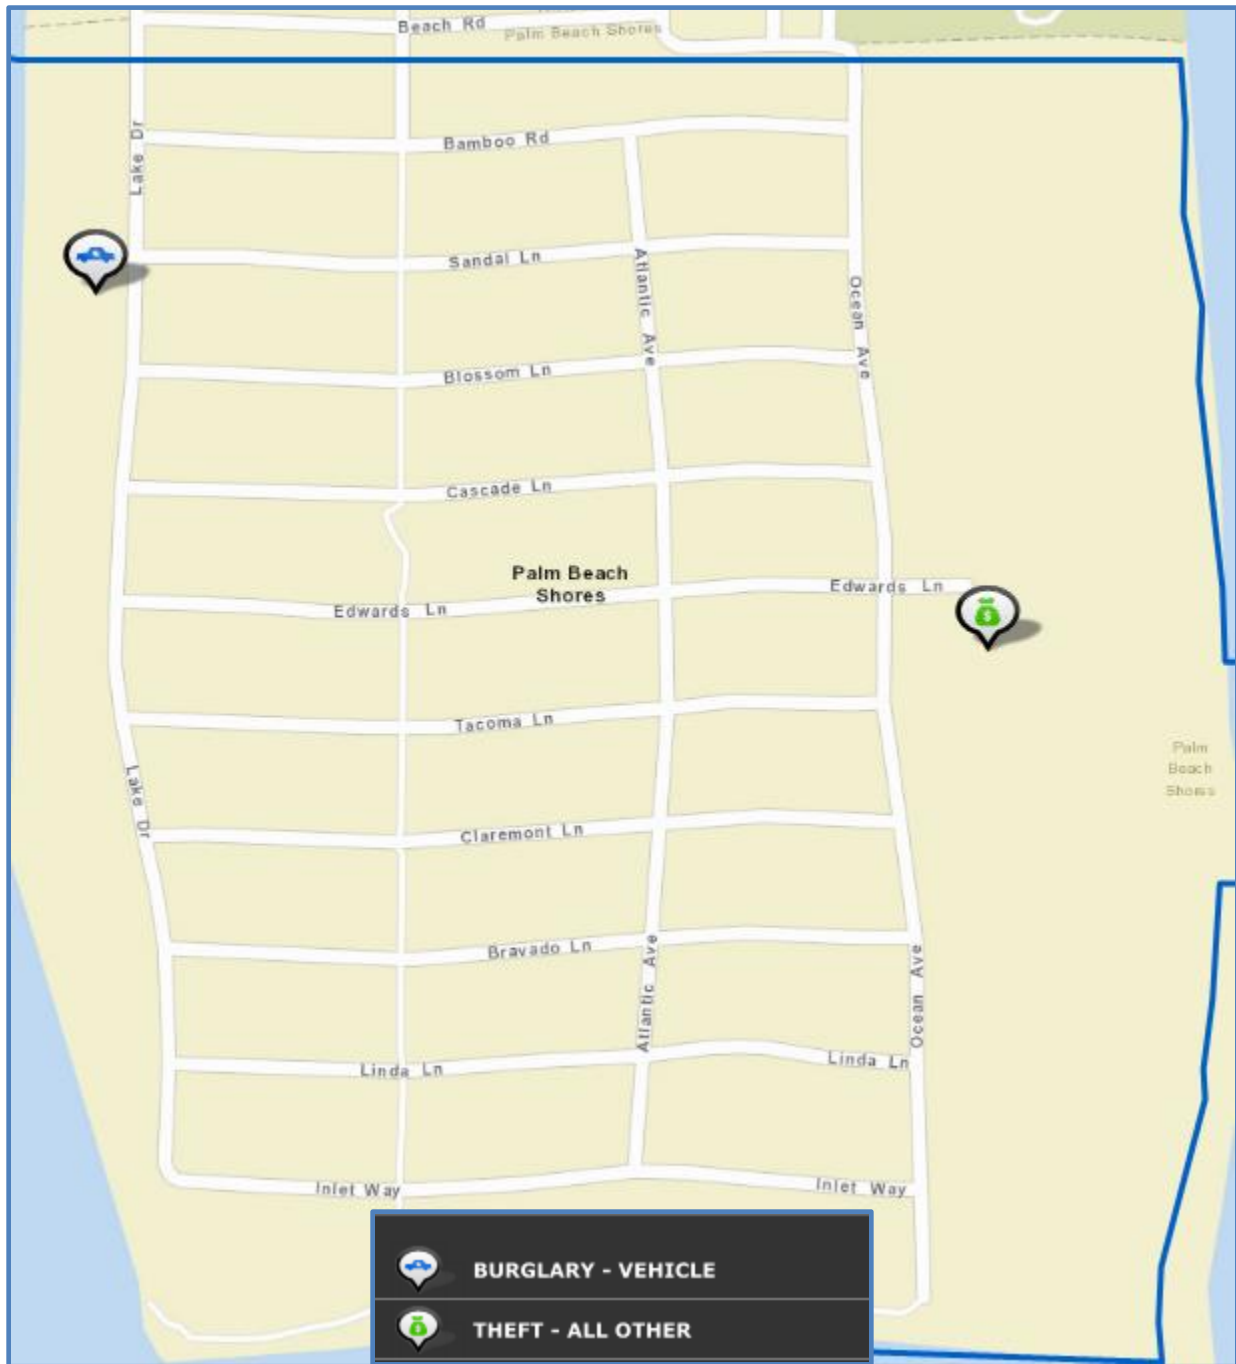 Beach Rd
Palm Beach Shores
Bamboo Rd
Lake Dr
Sandal Ln
Atlantic Ave
Ocean Ave
Blossom Ln
Cascade Ln
Palm Beach
Shores
Edwards Ln
Edwards Ln
Tacoma Ln
Palm
Beach
Shores
Lake Dr
Claremont Ln
Bravado Ln
Atlantic Ave
Ocean Ave
Linda Ln
Linda Ln
Inlet Way
Inlet Way
BURGLARY - VEHICLE
THEFT - ALL OTHER